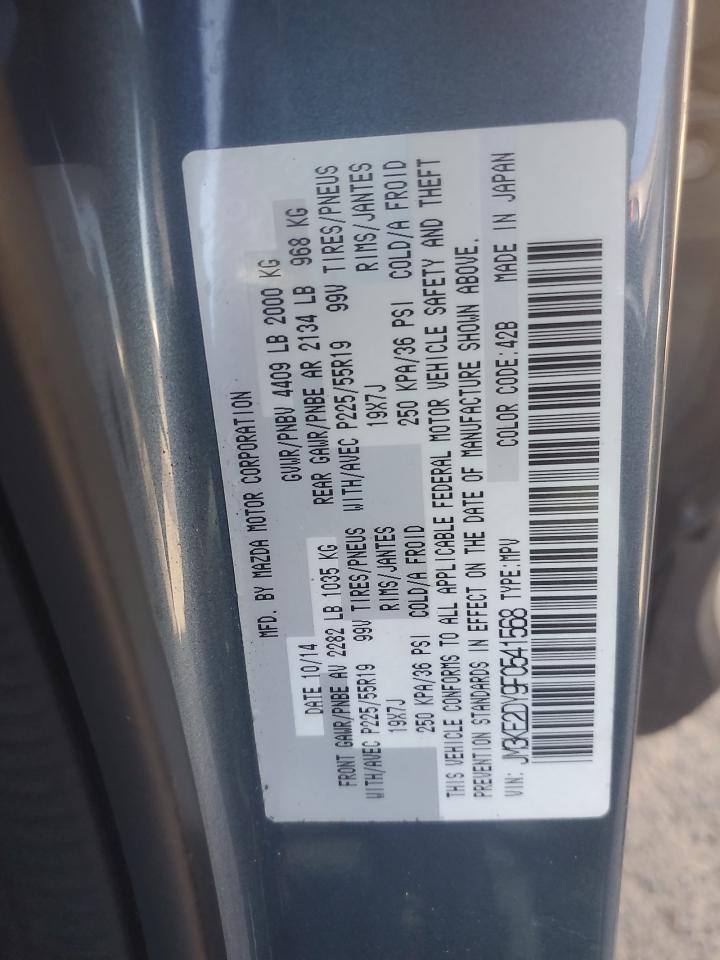 MFD. BY MAZDA MOTOR CORPORATION
DATE 10/14 GVWR/PNBV 4409 LB 2000 KG
FRONT GAWR/PNBE AV 2282 LB 1035 KG REAR GAWR/PNBE AR 2134 LB 968 KG
WITH/AVEC P225/55R19 99V TIRES/PNEUS WITH/AVEC P225/55R19 99V TIRES/PNEUS
19X7J RIMS/JANTES 19X7J RIMS/JANTES
250 KPA/36 PSI COLD/A FROID 250 KPA/36 PSI COLD/A FROID
THIS VEHICLE CONFORMS TO ALL APPLICABLE FEDERAL MOTOR VEHICLE SAFETY AND THEFT
PREVENTION STANDARDS IN EFFECT ON THE DATE OF MANUFACTURE SHOWN ABOVE.
VIN: JM3KE2DY9F0541568 TYPE:MPV COLOR CODE:42B MADE IN JAPAN